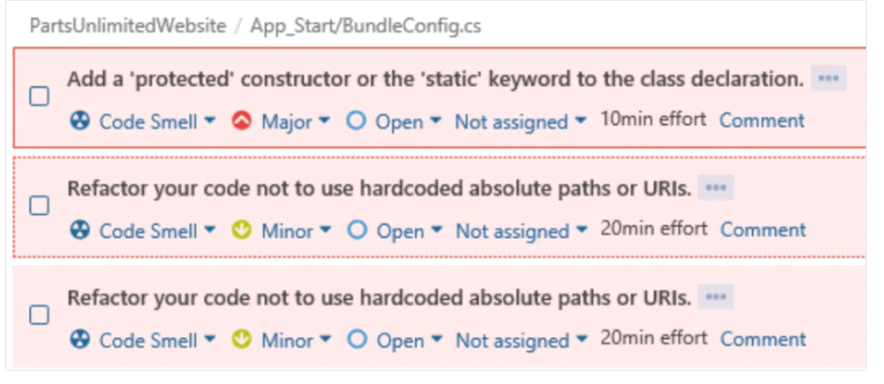 PartsUnlimitedWebsite / App_Start/BundleConfig.cs
Add a 'protected' constructor or the 'static' keyword to the class declaration. •••
Code Smell Major Open Not assigned 10min effort Comment
Refactor your code not to use hardcoded absolute paths or URIs. •••
Code Smell Minor Open Not assigned 20min effort Comment
Refactor your code not to use hardcoded absolute paths or URIs. •••
Code Smell Minor Open Not assigned 20min effort Comment